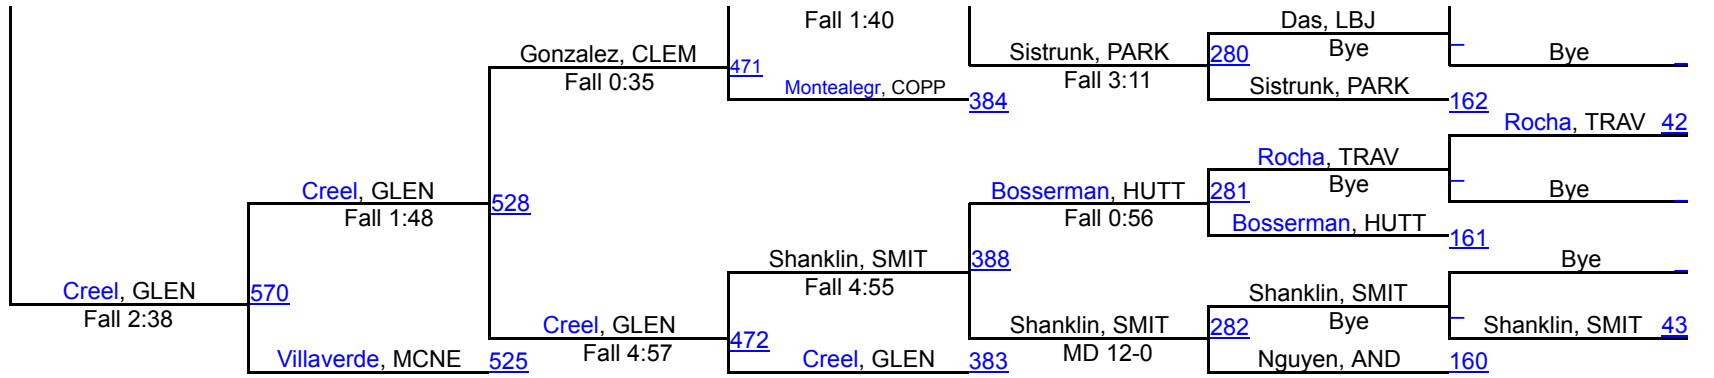 Fall 1:40
Das, LBJ
Gonzalez, CLEM
Sistrunk, PARK
280
Bye
_
Bye
_
Fall 0:35
471
Fall 3:11
Montealegr, COPP
384
Sistrunk, PARK
162
Rocha, TRAV 42
Rocha, TRAV
Creel, GLEN
528
Bosserman, HUTT
281
Bye
_
Bye
_
Fall 1:48
Fall 0:56
Bosserman, HUTT
161
Shanklin, SMIT
388
Bye
_
Creel, GLEN
570
Fall 4:55
Shanklin, SMIT
Fall 2:38
Creel, GLEN
472
Shanklin, SMIT
282
Bye
_
Shanklin, SMIT 43
Villaverde, MCNE
525
Fall 4:57
Creel, GLEN
383
MD 12-0
Nguyen, AND
160